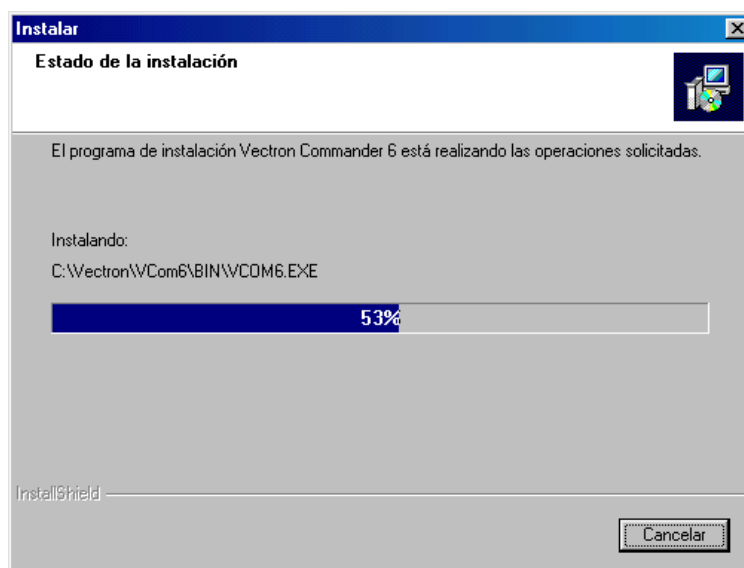 Instalar
Estado de la instalación
El programa de instalación Vectron Commander 6 está realizando las operaciones solicitadas.
Instalando:
C:\Vectron\VCom6\BIN\VCOM6.EXE
53%
InstallShield
Cancelar